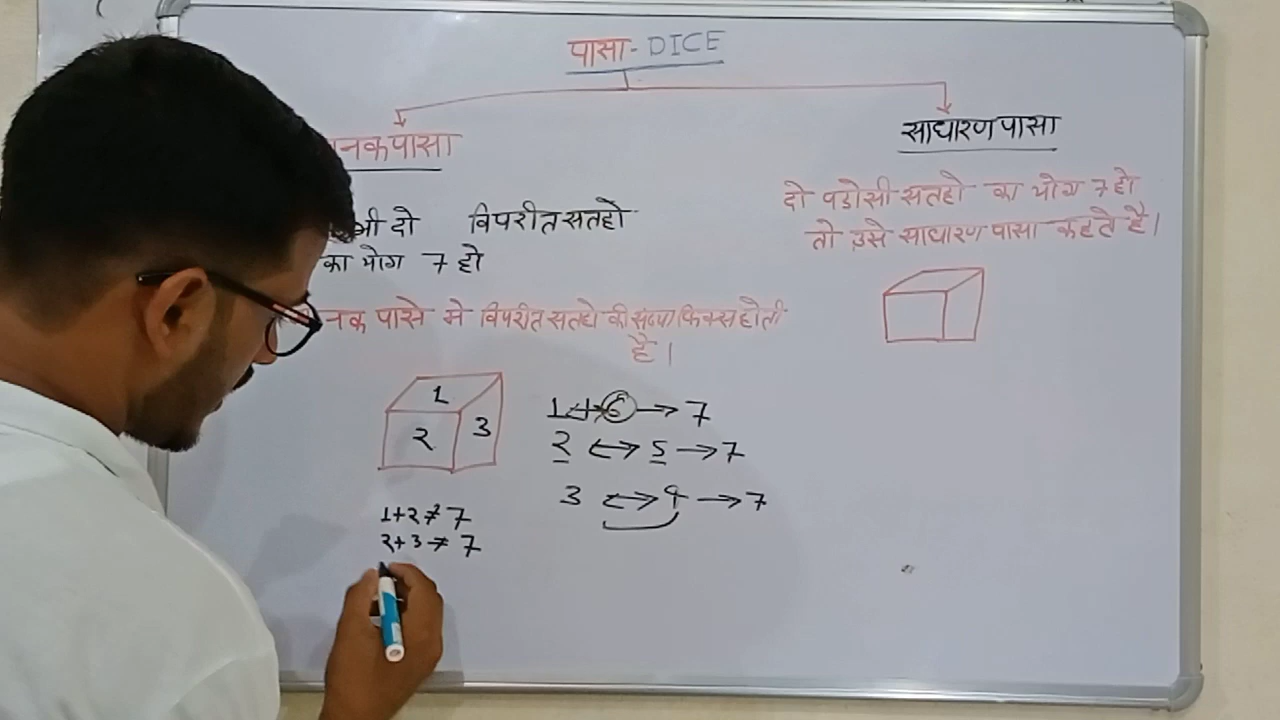 पासा - DICE
नक पासा
साधारण पासा
भी दो विपरीत सतहो
का योग 7 हो
दो पडोसी सतहो का योग 7 हो
तो उसे साधारण पासा कहते है।
नक पासे मे विपरीत सतहो की संख्या फिक्स होती
है।
1
2 3
1 ↔ 6 → 7
2 ↔ 5 → 7
3 ↔ 4 → 7
1+2 ≠ 7
2+3 ≠ 7